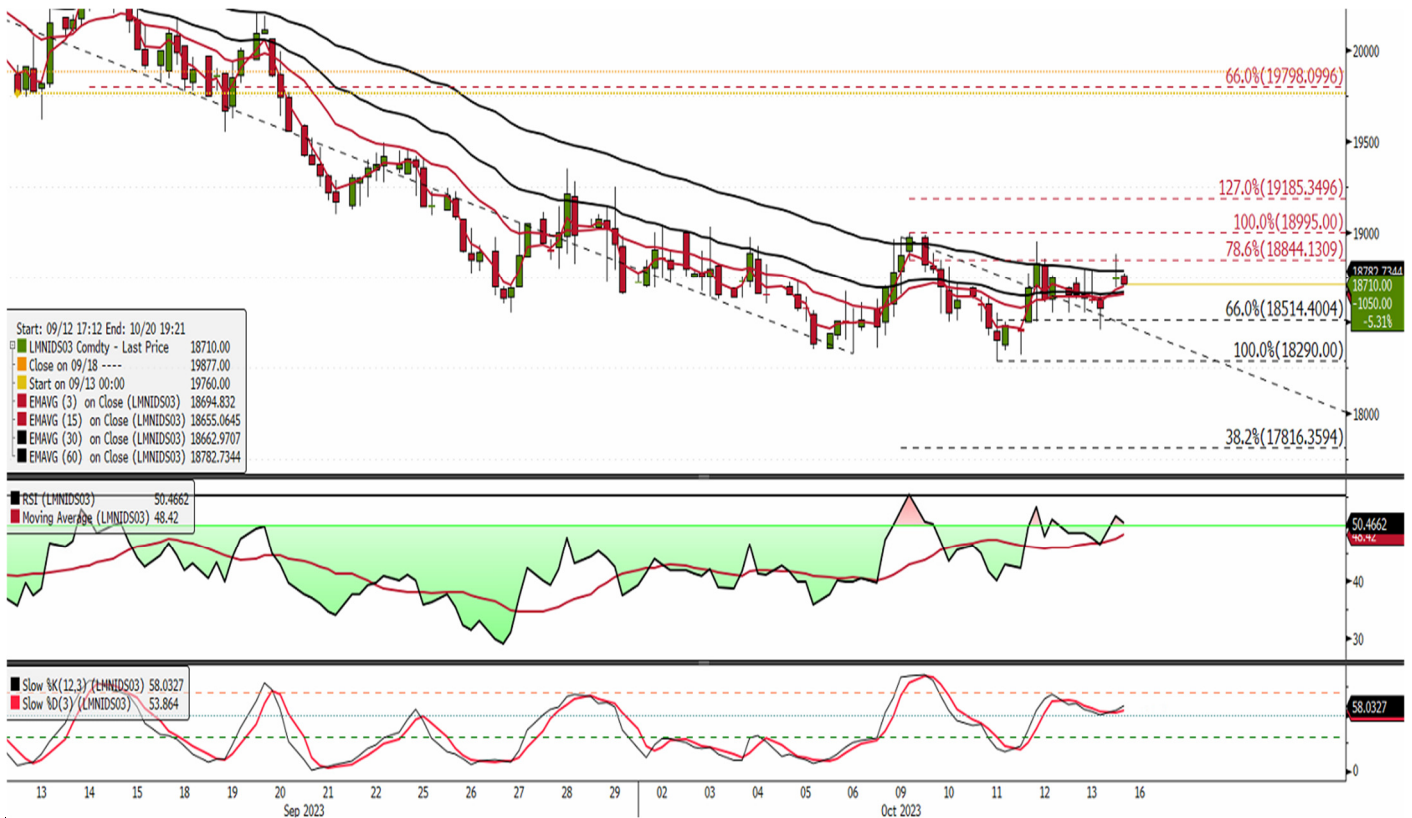 20000
66.0%(19798.0996)
19500
127.0%(19185.3496)
100.0%(18995.00)
19000
78.6%(18844.1309)
18782.7344
18710.00
-1050.00
-5.31%
66.0%(18514.4004)
100.0%(18290.00)
18000
38.2%(17816.3594)
Start: 09/12 17:12 End: 10/20 19:21
LMNIDS03 Comdty - Last Price 18710.00
Close on 09/18 ---- 19877.00
Start on 09/13 00:00 19760.00
EMAVG (3) on Close (LMNIDS03) 18694.832
EMAVG (15) on Close (LMNIDS03) 18655.0645
EMAVG (30) on Close (LMNIDS03) 18662.9707
EMAVG (60) on Close (LMNIDS03) 18782.7344
RSI (LMNIDS03) 50.4662
Moving Average (LMNIDS03) 48.42
50.4662
48.42
40
30
Slow %K(12,3) (LMNIDS03) 58.0327
Slow %D(3) (LMNIDS03) 53.864
58.0327
0
13 14 15 18 19 20 21 22 25 26 27 28 29 02 03 04 05 06 09 10 11 12 13 16
Sep 2023 Oct 2023